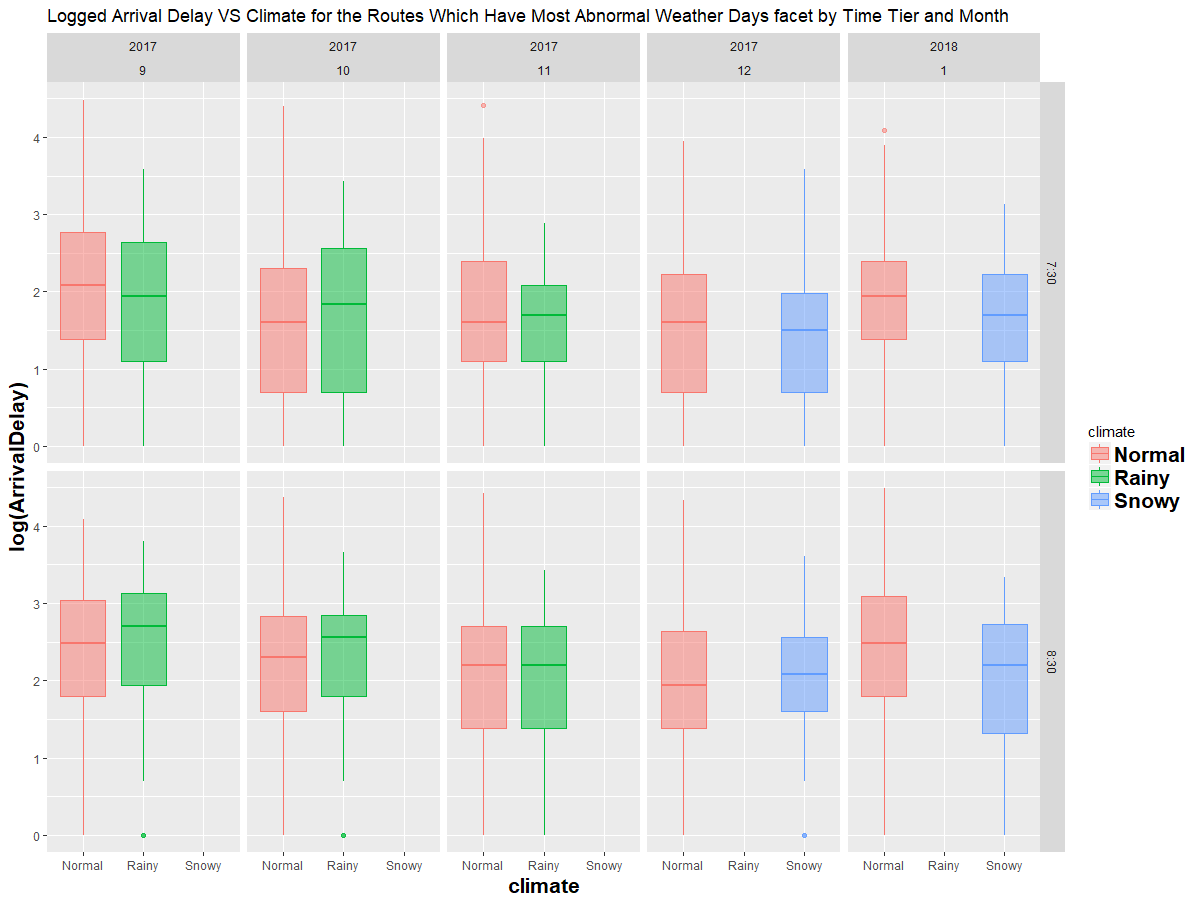 Logged Arrival Delay VS Climate for the Routes Which Have Most Abnormal Weather Days facet by Time Tier and Month
2017 2017 2017 2017 2018
9 10 11 12 1
4
3
2
1
0
7:30
4
3
2
1
0
8:30
log(ArrivalDelay)
Normal Rainy Snowy Normal Rainy Snowy Normal Rainy Snowy Normal Rainy Snowy Normal Rainy Snowy
climate
climate
Normal
Rainy
Snowy